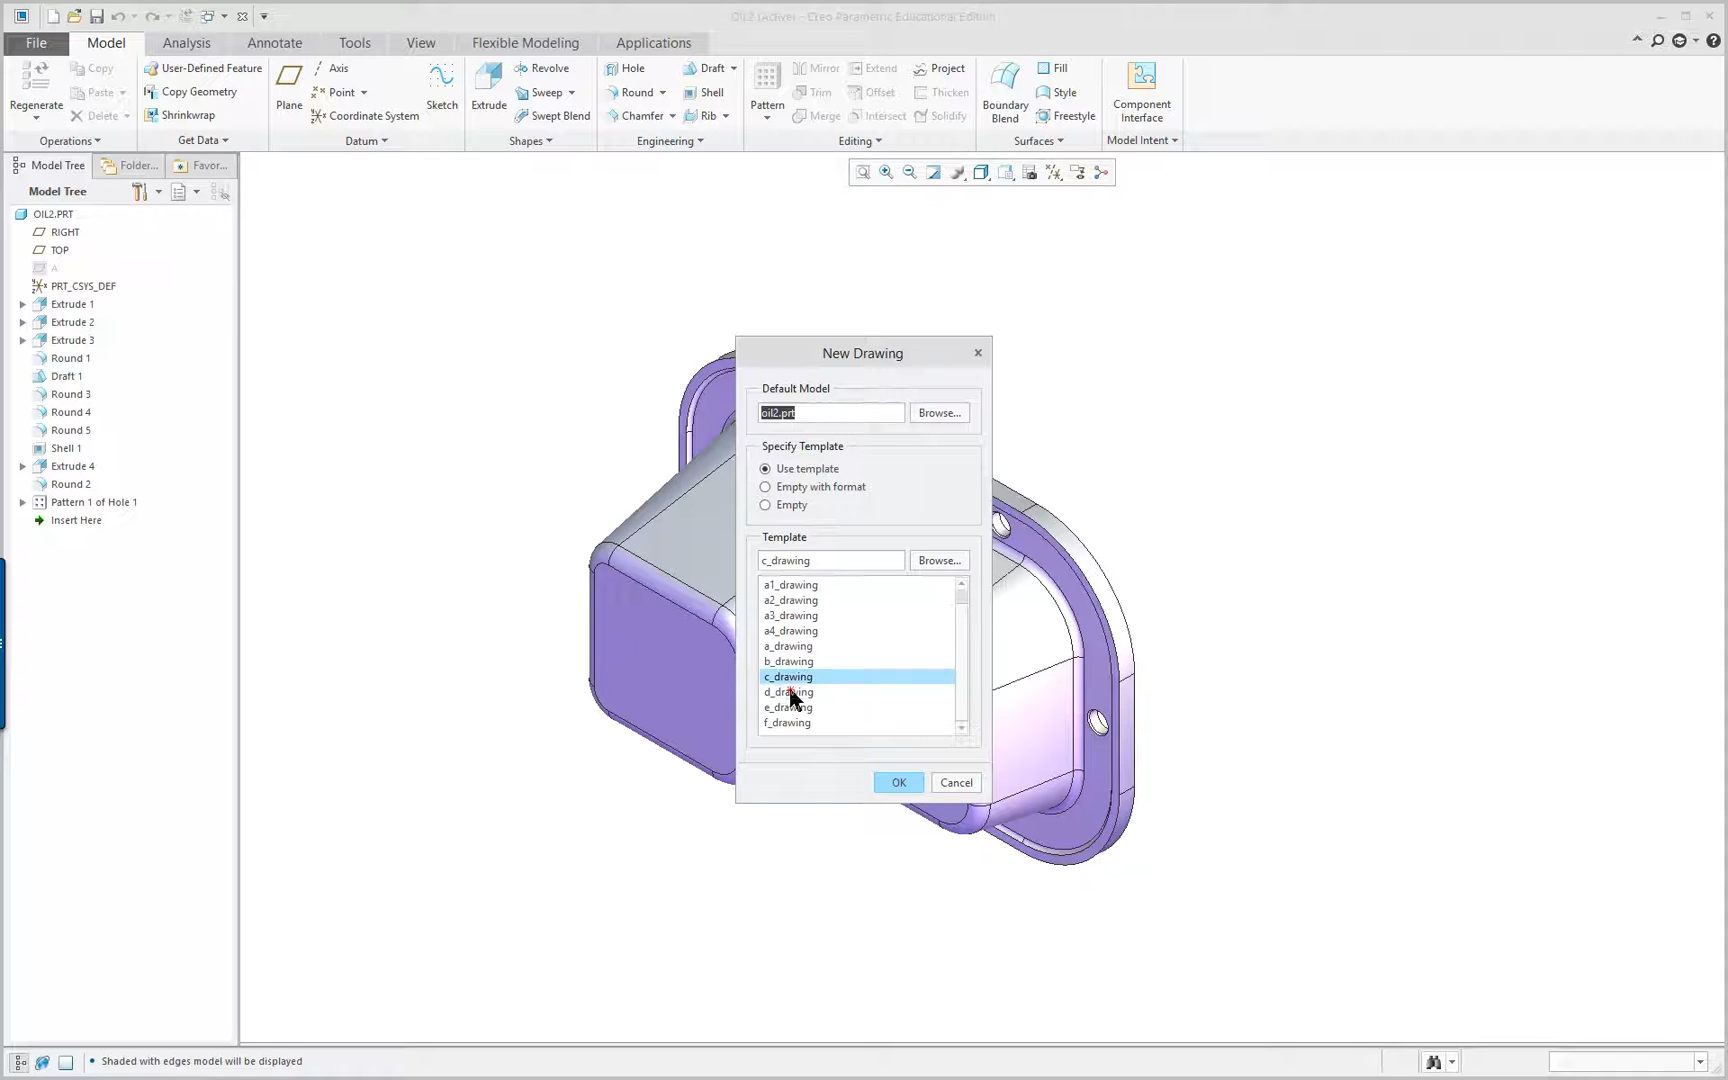 Oil2 (Active) - Creo Parametric Educational Edition
File
Model
Analysis
Annotate
Tools
View
Flexible Modeling
Applications
Regenerate
Copy
Paste
Delete
Operations
User-Defined Feature
Copy Geometry
Shrinkwrap
Get Data
Plane
Axis
Point
Coordinate System
Sketch
Datum
Extrude
Revolve
Sweep
Swept Blend
Shapes
Hole
Round
Chamfer
Draft
Shell
Rib
Engineering
Pattern
Mirror
Trim
Merge
Extend
Offset
Intersect
Project
Thicken
Solidify
Editing
Boundary
Blend
Fill
Style
Freestyle
Surfaces
Component
Interface
Model Intent
Model Tree
Folder...
Favor...
Model Tree
OIL2.PRT
RIGHT
TOP
A
PRT_CSYS_DEF
Extrude 1
Extrude 2
Extrude 3
Round 1
Draft 1
Round 3
Round 4
Round 5
Shell 1
Extrude 4
Round 2
Pattern 1 of Hole 1
Insert Here
New Drawing
Default Model
oil2.prt
Browse...
Specify Template
Use template
Empty with format
Empty
Template
c_drawing
Browse...
a1_drawing
a2_drawing
a3_drawing
a4_drawing
a_drawing
b_drawing
c_drawing
d_drawing
e_drawing
f_drawing
OK
Cancel
• Shaded with edges model will be displayed